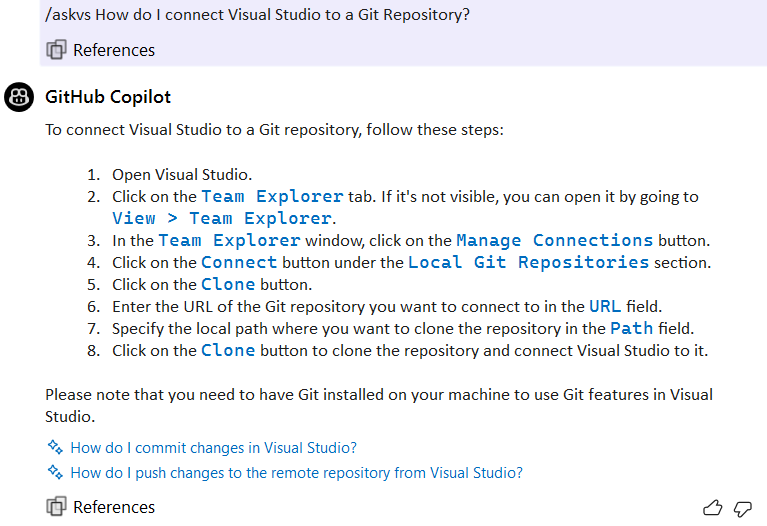 /askvs How do I connect Visual Studio to a Git Repository?
References
GitHub Copilot
To connect Visual Studio to a Git repository, follow these steps:
1. Open Visual Studio.
2. Click on the Team Explorer tab. If it's not visible, you can open it by going to
View > Team Explorer.
3. In the Team Explorer window, click on the Manage Connections button.
4. Click on the Connect button under the Local Git Repositories section.
5. Click on the Clone button.
6. Enter the URL of the Git repository you want to connect to in the URL field.
7. Specify the local path where you want to clone the repository in the Path field.
8. Click on the Clone button to clone the repository and connect Visual Studio to it.
Please note that you need to have Git installed on your machine to use Git features in Visual
Studio.
How do I commit changes in Visual Studio?
How do I push changes to the remote repository from Visual Studio?
References